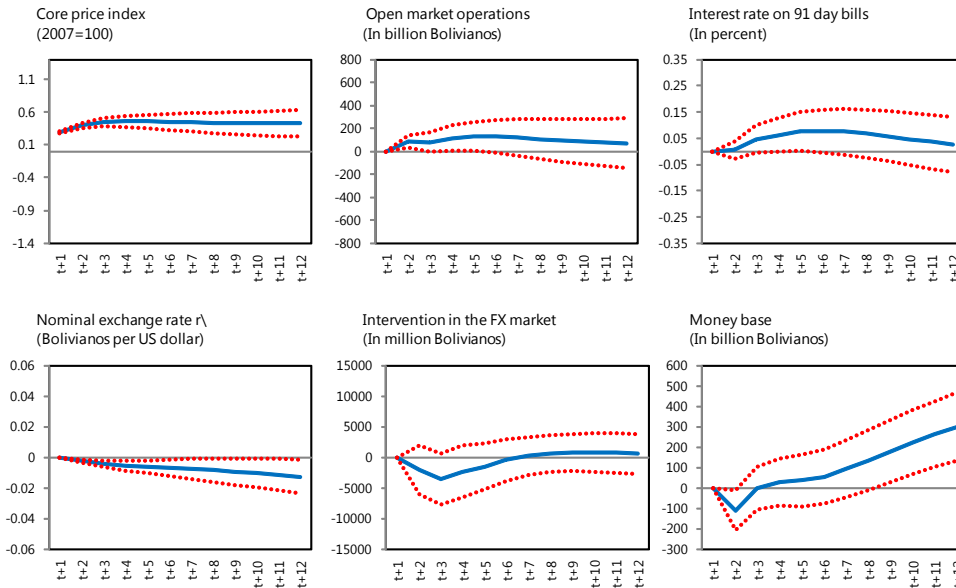 Core price index
(2007=100)
1.1
0.6
0.1
-0.4
-0.9
-1.4
t+1 t+2 t+3 t+4 t+5 t+6 t+7 t+8 t+9 t+10 t+11 t+12
Open market operations
(In billion Bolivianos)
800
600
400
200
0
-200
-400
-600
-800
t+1 t+2 t+3 t+4 t+5 t+6 t+7 t+8 t+9 t+10 t+11 t+12
Interest rate on 91 day bills
(In percent)
0.35
0.25
0.15
0.05
-0.05
-0.15
-0.25
-0.35
t+1 t+2 t+3 t+4 t+5 t+6 t+7 t+8 t+9 t+10 t+11 t+12
Nominal exchange rate r\
(Bolivianos per US dollar)
0.06
0.04
0.02
0
-0.02
-0.04
-0.06
t+1 t+2 t+3 t+4 t+5 t+6 t+7 t+8 t+9 t+10 t+11 t+12
Intervention in the FX market
(In million Bolivianos)
15000
10000
5000
0
-5000
-10000
-15000
t+1 t+2 t+3 t+4 t+5 t+6 t+7 t+8 t+9 t+10 t+11 t+12
Money base
(In billion Bolivianos)
600
500
400
300
200
100
0
-100
-200
-300
t+1 t+2 t+3 t+4 t+5 t+6 t+7 t+8 t+9 t+10 t+11 t+12